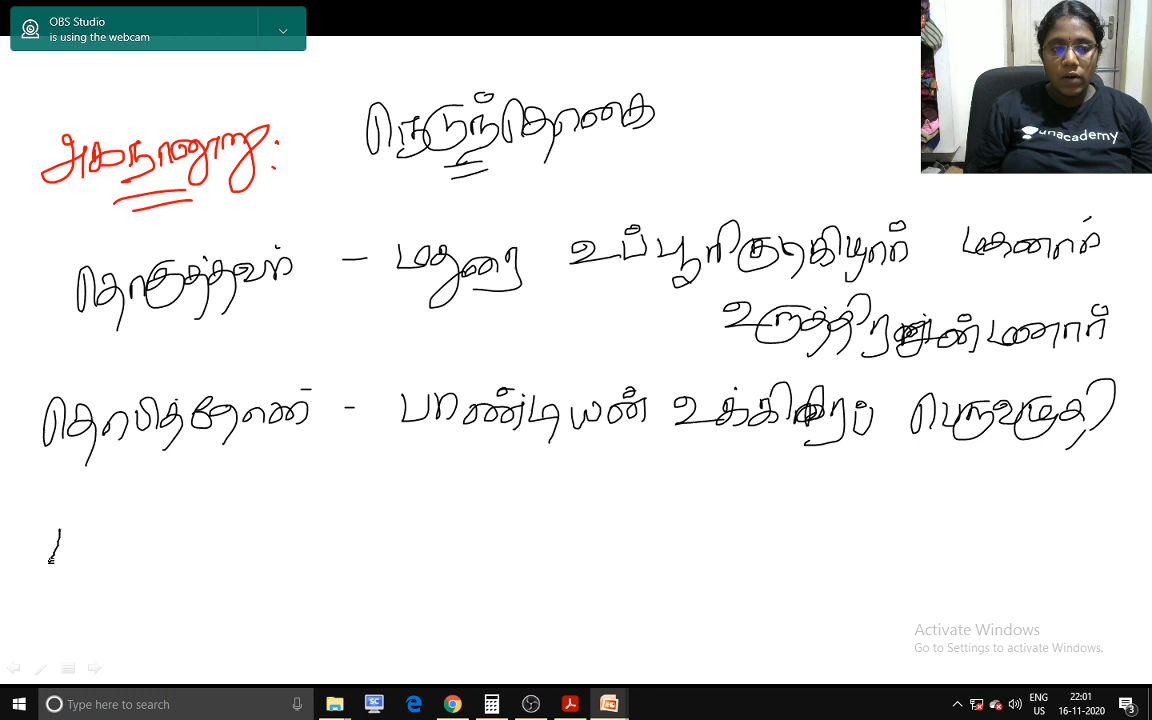 OBS Studio
is using the webcam
unacademy
நெடுந்தொகை
அகநானூறு:
தொகுத்தவர் - மதுரை உப்பூரிகுடிகிழார் மகனார்
உருத்திரசன்மனார்
தொபித்தோன் - பாண்டியன் உக்கிரப் பெருவழுதி
Activate Windows
Go to Settings to activate Windows.
Type here to search
ENG 22:01
US 16-11-2020
3